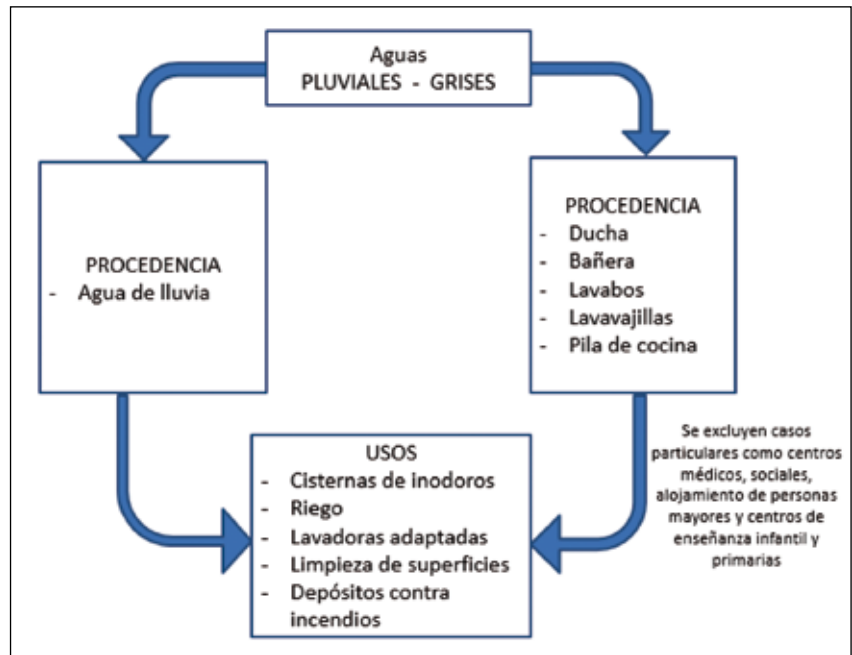 Aguas
PLUVIALES - GRISES
PROCEDENCIA
- Agua de lluvia
PROCEDENCIA
- Ducha
- Bañera
- Lavabos
- Lavavajillas
- Pila de cocina
Se excluyen casos
particulares como centros
médicos, sociales,
alojamiento de personas
mayores y centros de
enseñanza infantil y
primarias
USOS
- Cisternas de inodoros
- Riego
- Lavadoras adaptadas
- Limpieza de superficies
- Depósitos contra
incendios